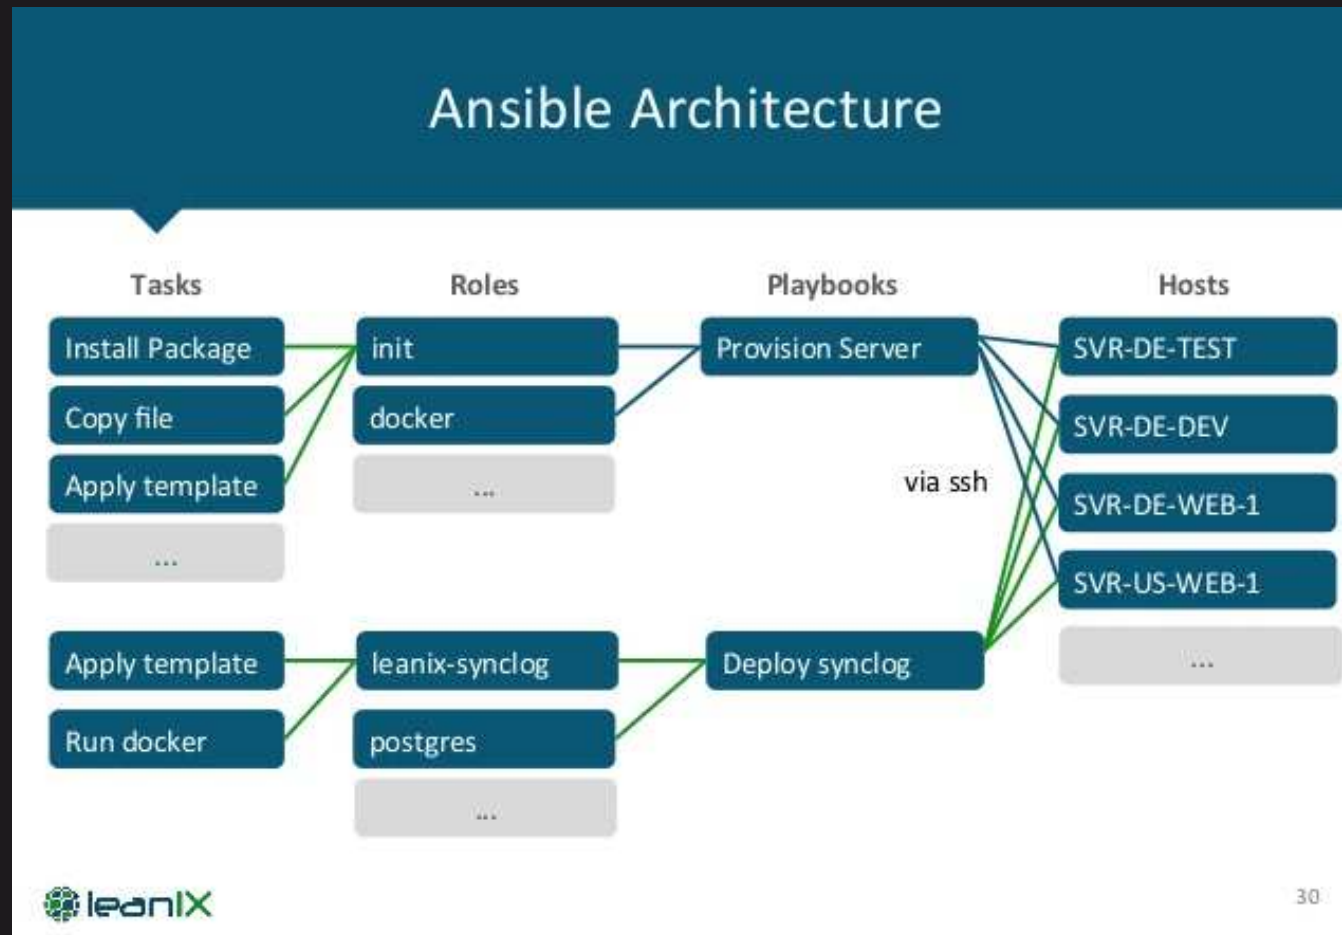 Ansible Architecture
Tasks
Roles
Playbooks
Hosts
Install Package
init
Provision Server
SVR-DE-TEST
Copy file
docker
SVR-DE-DEV
Apply template
...
via ssh
SVR-DE-WEB-1
...
SVR-US-WEB-1
Apply template
leanix-synclog
Deploy synclog
...
Run docker
postgres
...
leanIX
30